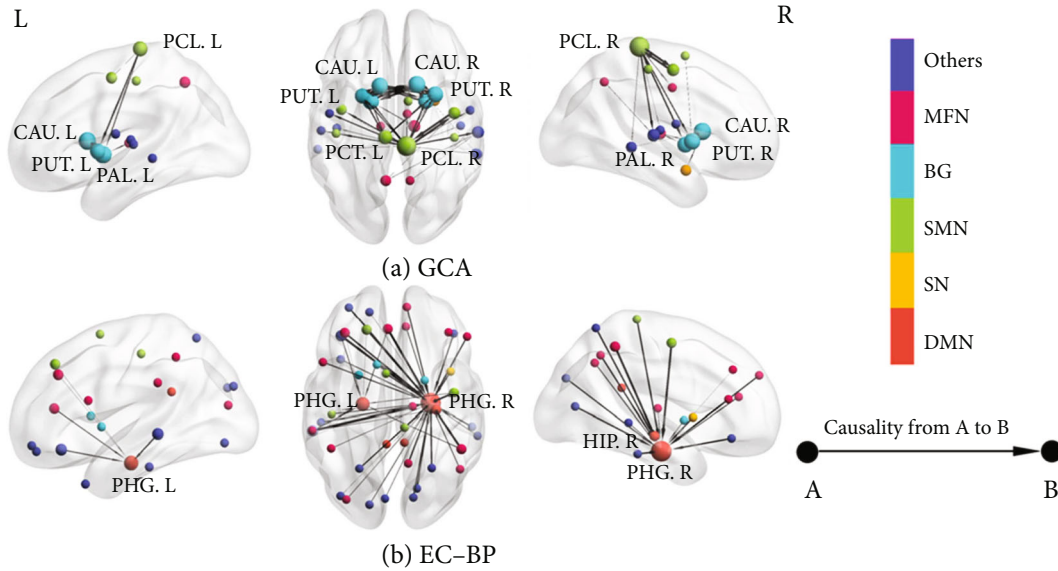 L
R
PCL. L
CAU. L
PUT. L
PAL. L
CAU. L
CAU. R
PUT. L
PUT. R
PCT. L
PCL. R
PCL. R
CAU. R
PAL. R
PUT. R
(a) GCA
Others
MFN
BG
SMN
SN
DMN
PHG. L
PHG. L
PHG. R
HIP. R
PHG. R
(b) EC–BP
Causality from A to B
A
B